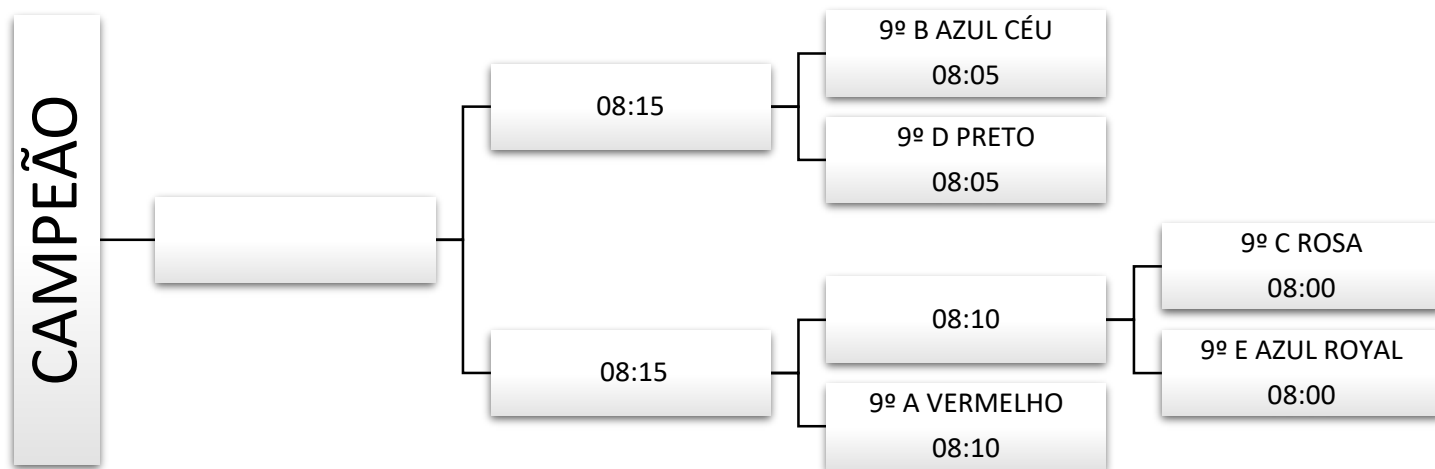 CAMPEÃO
08:15
9º B AZUL CÉU
08:05
9º D PRETO
08:05
08:15
08:10
9º C ROSA
08:00
9º E AZUL ROYAL
08:00
9º A VERMELHO
08:10